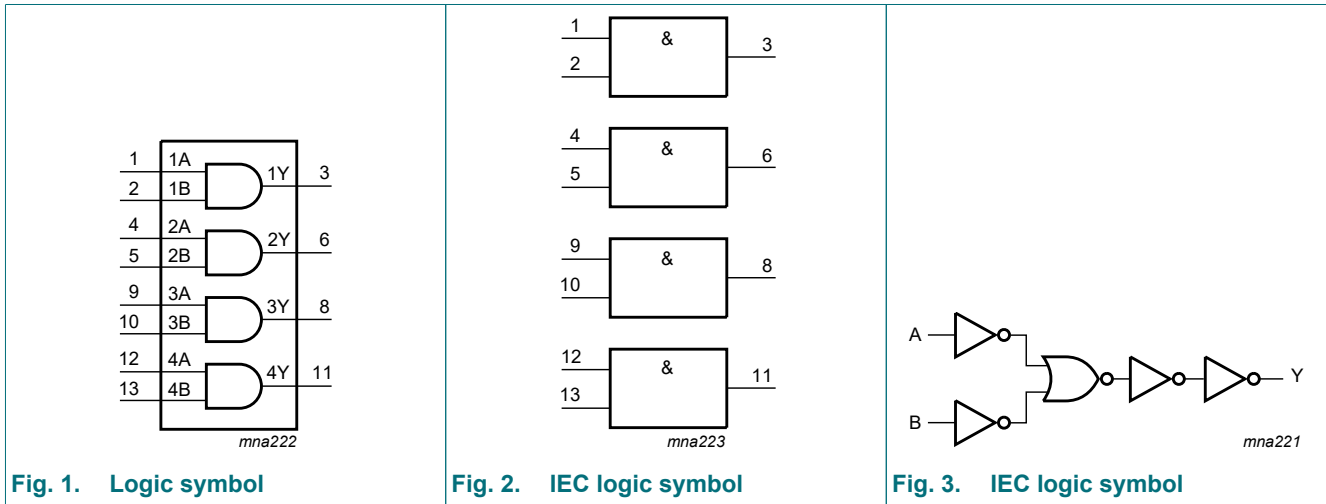 1 1A 1Y 3
2 1B
4 2A 2Y 6
5 2B
9 3A 3Y 8
10 3B
12 4A 4Y 11
13 4B
mna222
Fig. 1. Logic symbol
1 & 3
2
4 & 6
5
9 & 8
10
12 & 11
13
mna223
Fig. 2. IEC logic symbol
A
Y
B
mna221
Fig. 3. IEC logic symbol